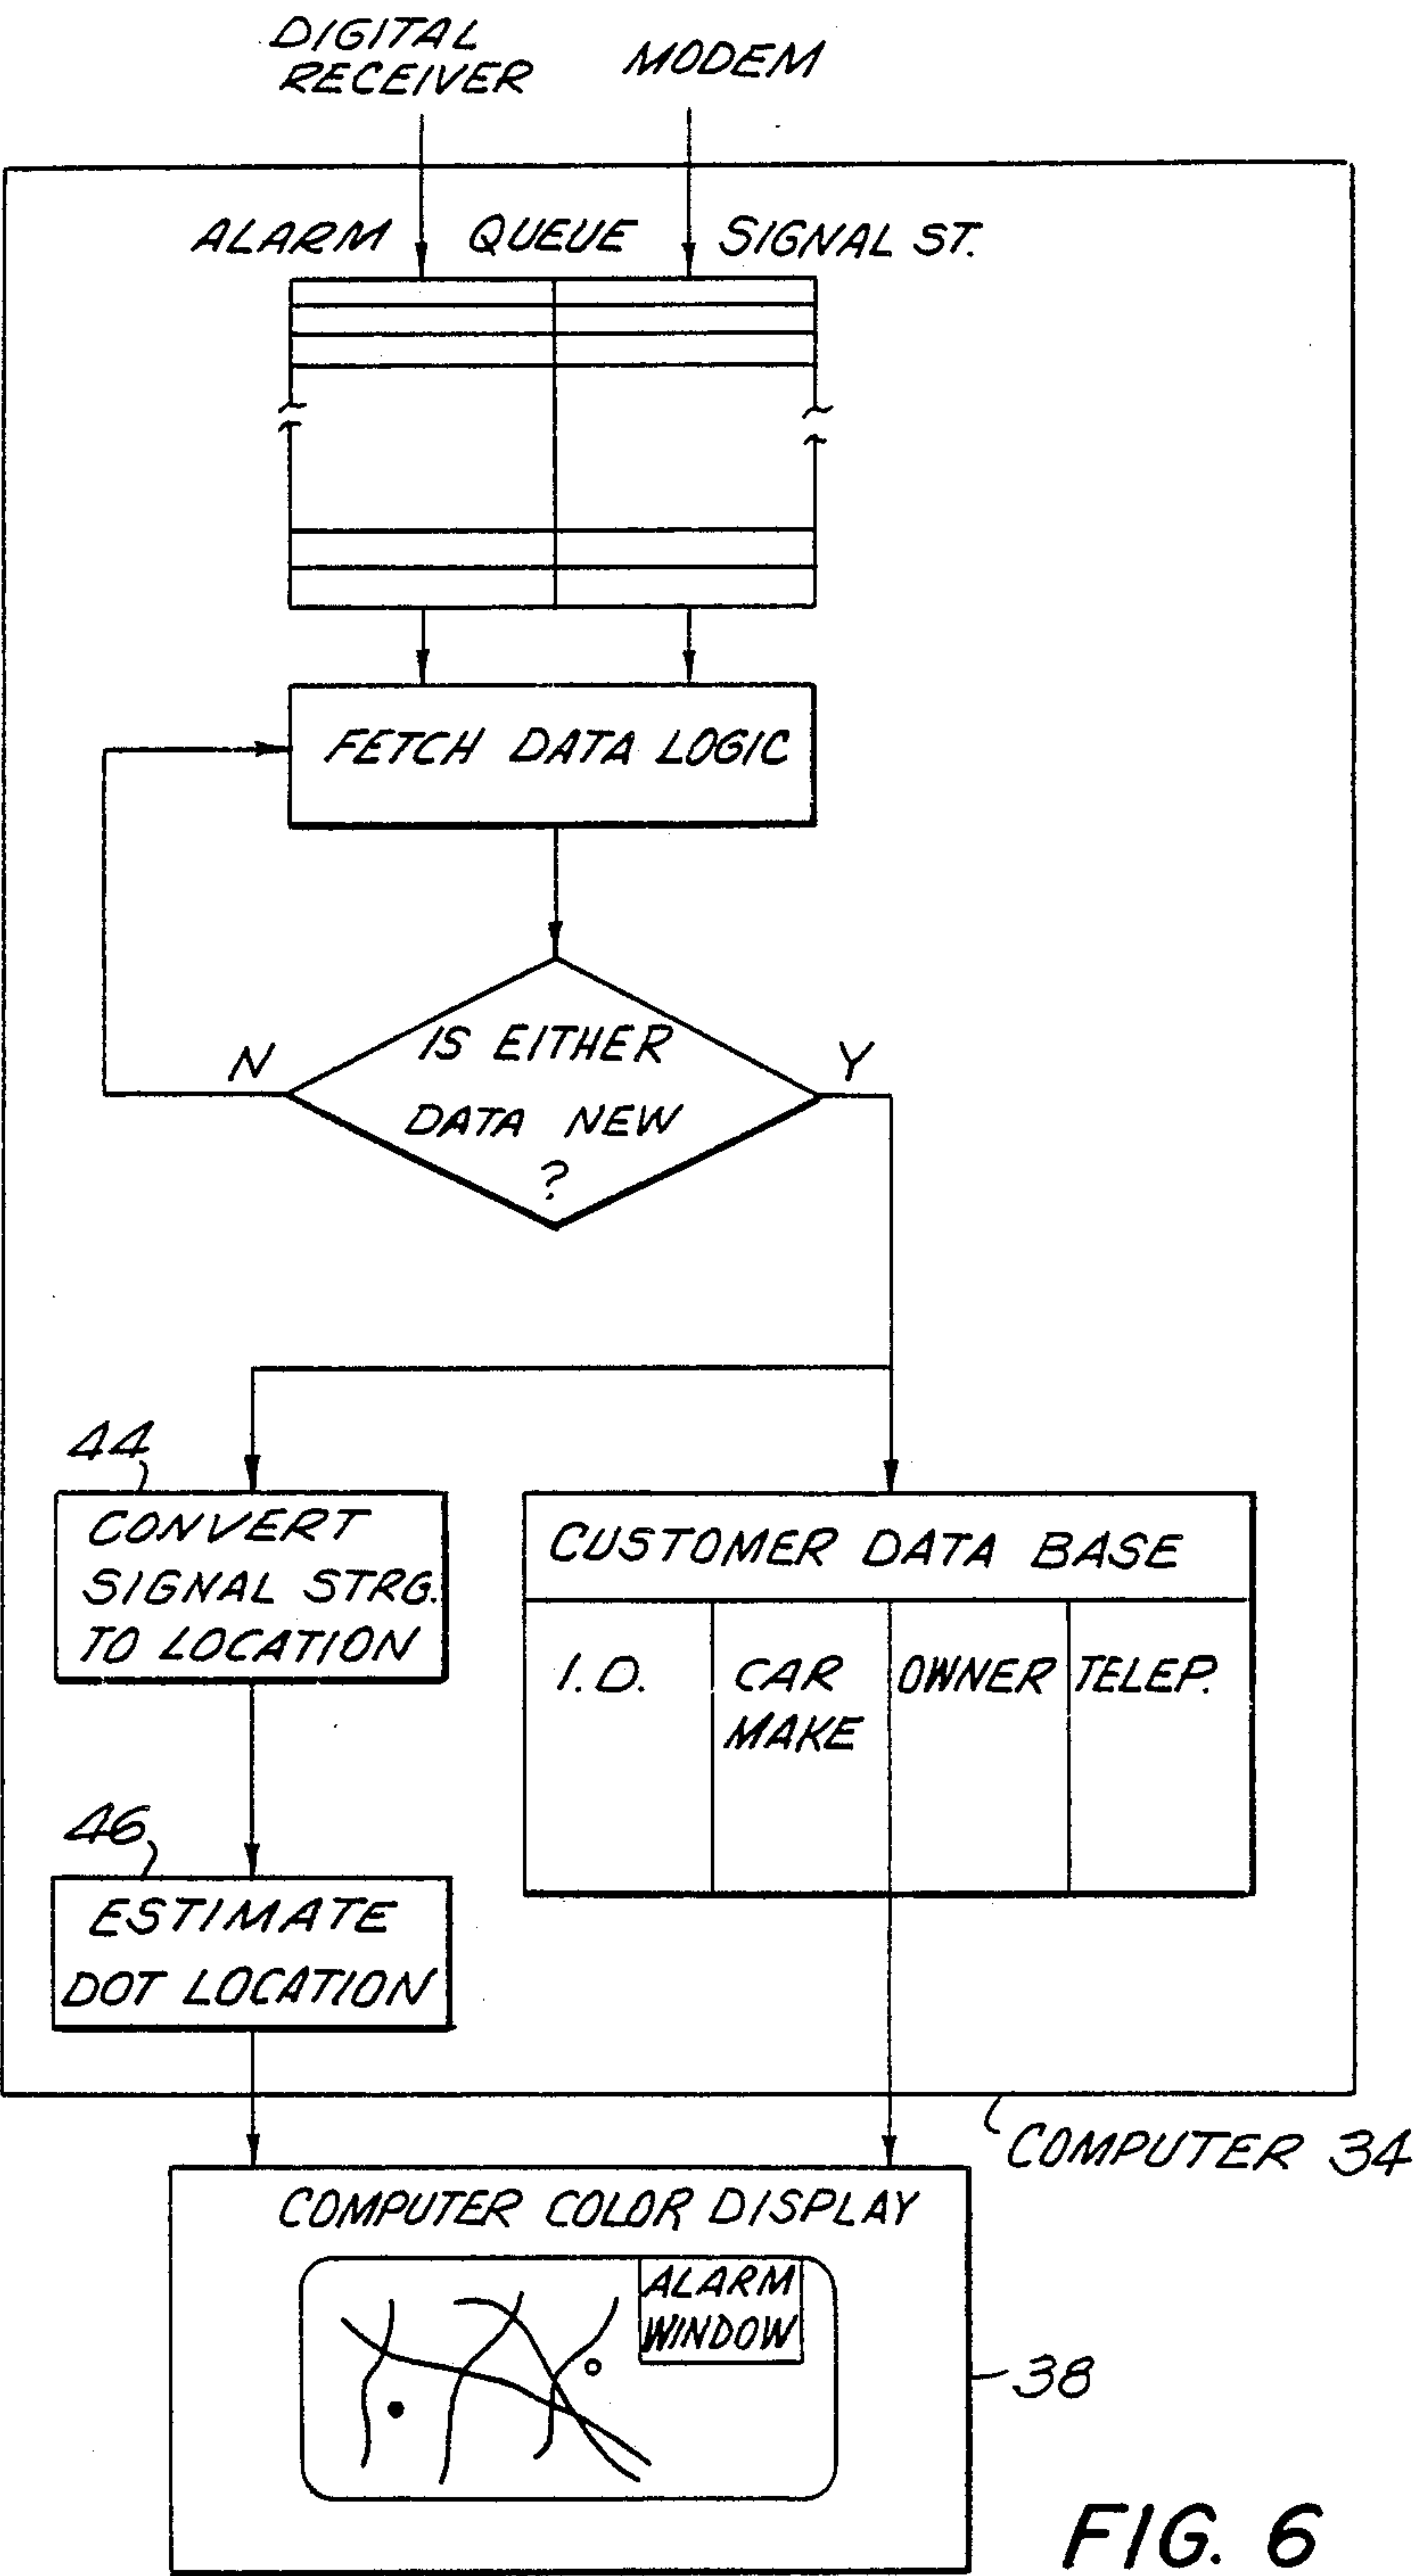 DIGITAL
RECEIVER
MODEM
ALARM QUEUE SIGNAL ST.
FETCH DATA LOGIC
N
IS EITHER
DATA NEW
?
Y
44
CONVERT
SIGNAL STRG.
TO LOCATION
CUSTOMER DATA BASE
I.D.
CAR
MAKE
OWNER
TELEP.
46
ESTIMATE
DOT LOCATION
COMPUTER 34
COMPUTER COLOR DISPLAY
ALARM
WINDOW
38
FIG. 6